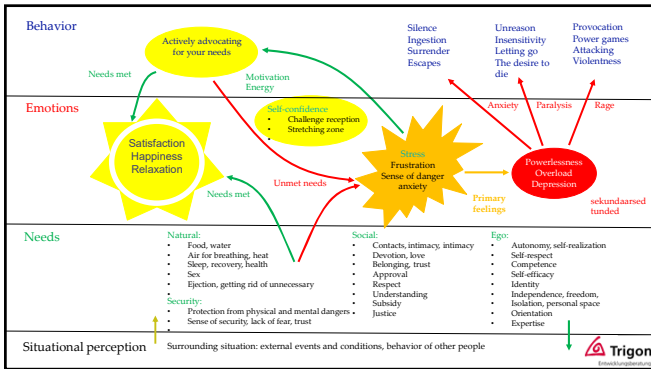 Behavior
Actively advocating
for your needs
Silence
Ingestion
Surrender
Escapes
Unreason
Insensitivity
Letting go
The desire to
die
Provocation
Power games
Attacking
Violentness
Needs met
Motivation
Energy
Emotions
Anxiety
Paralysis
Rage
Self-confidence
• Challenge reception
• Stretching zone
•
Satisfaction
Happiness
Relaxation
Stress
Frustration
Sense of danger
anxiety
Powerlessness
Overload
Depression
Needs met
Unmet needs
Primary
feelings
sekundaarsed
tunded
Needs
Natural:
• Food, water
• Air for breathing, heat
• Sleep, recovery, health
• Sex
• Ejection, getting rid of unnecessary
Security:
• Protection from physical and mental dangers
• Sense of security, lack of fear, trust
Social:
• Contacts, intimacy, intimacy
• Devotion, love
• Belonging, trust
• Approval
• Respect
• Understanding
• Subsidy
• Justice
Ego:
• Autonomy, self-realization
• Self-respect
• Competence
• Self-efficacy
• Identity
• Independence, freedom,
• Isolation, personal space
• Orientation
• Expertise
Situational perception
Surrounding situation: external events and conditions, behavior of other people
Trigon
Entwicklungsberatung